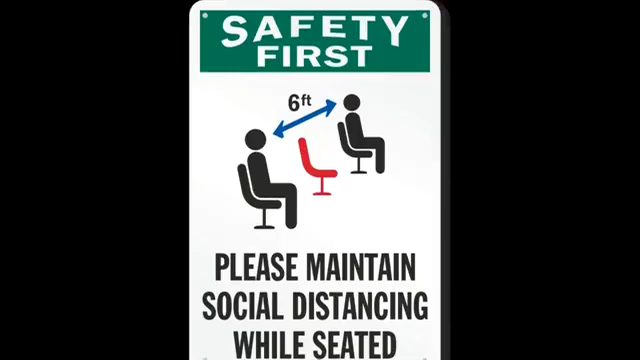 SAFETY
FIRST
6ft
PLEASE MAINTAIN
SOCIAL DISTANCING
WHILE SEATED